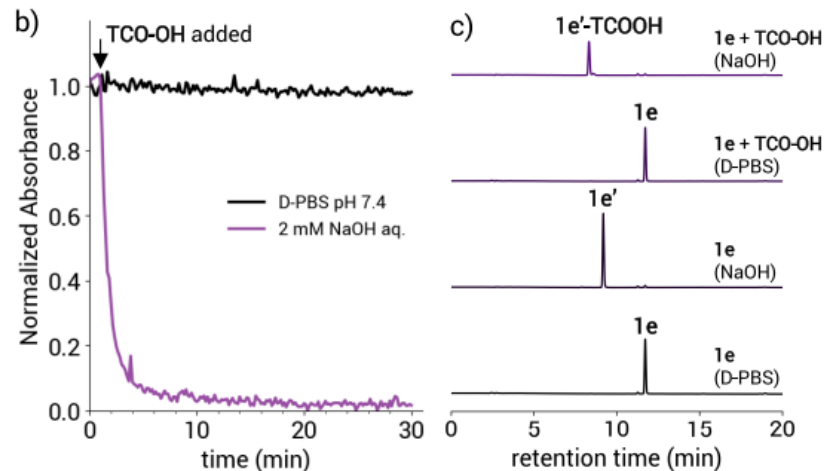 b)
TCO-OH added
Normalized Absorbance
1.0
0.8
0.6
0.4
0.2
0.0
D-PBS pH 7.4
2 mM NaOH aq.
0 10 20 30
time (min)
c)
1e'-TCOOH
1e + TCO-OH
(NaOH)
1e
1e + TCO-OH
(D-PBS)
1e'
1e
(NaOH)
1e
1e
(D-PBS)
0 5 10 15 20
retention time (min)